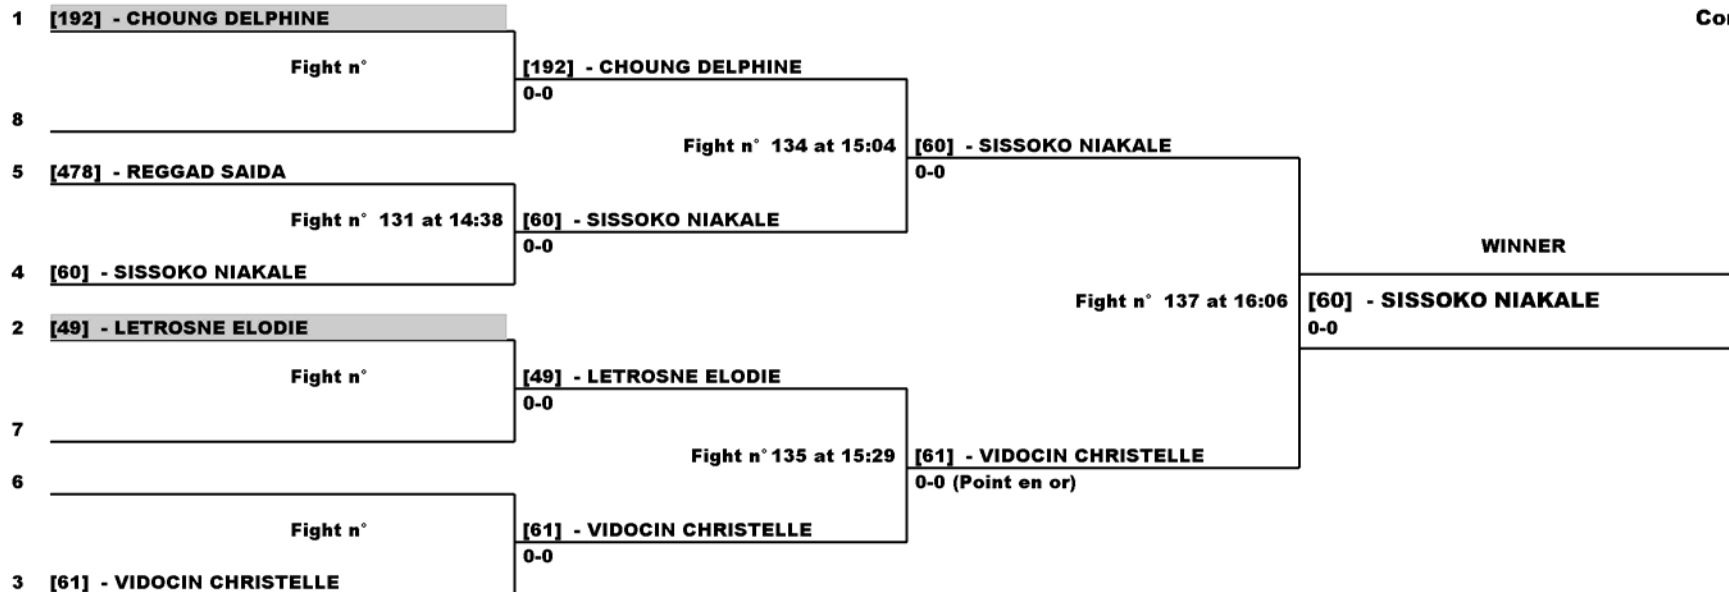 1 [192] - CHOUNG DELPHINE
Fight n°
8
[192] - CHOUNG DELPHINE
0-0
5 [478] - REGGAD SAIDA
Fight n° 131 at 14:38
4 [60] - SISSOKO NIAKALE
[60] - SISSOKO NIAKALE
0-0
Fight n° 134 at 15:04
[60] - SISSOKO NIAKALE
0-0
2 [49] - LETROSNE ELODIE
Fight n°
7
[49] - LETROSNE ELODIE
0-0
6
Fight n°
3 [61] - VIDOCIN CHRISTELLE
[61] - VIDOCIN CHRISTELLE
0-0
Fight n° 135 at 15:29
[61] - VIDOCIN CHRISTELLE
0-0 (Point en or)
Fight n° 137 at 16:06
WINNER
[60] - SISSOKO NIAKALE
0-0